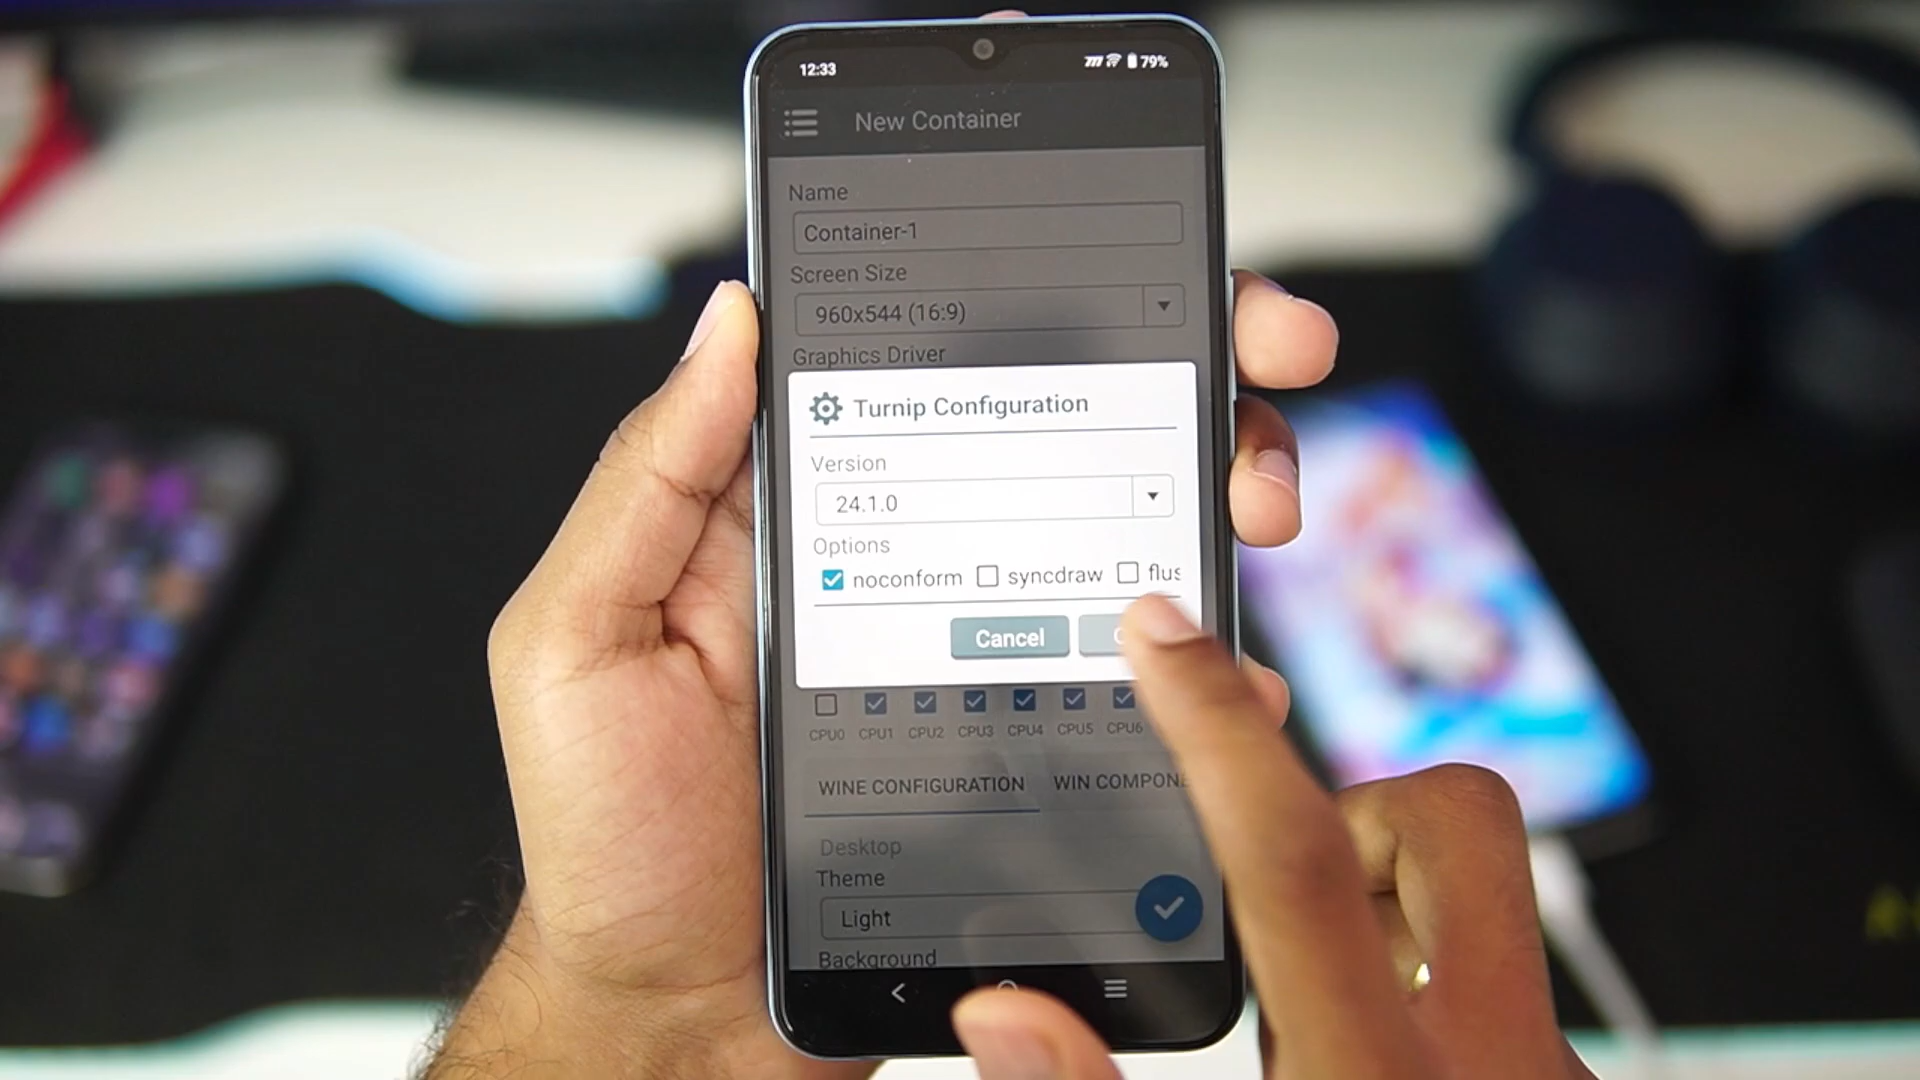 12:33
79%
New Container
Name
Container-1
Screen Size
960x544 (16:9)
Graphics Driver
Turnip Configuration
Version
24.1.0
Options
noconform syncdraw flus
Cancel
CPU0 CPU1 CPU2 CPU3 CPU4 CPU5 CPU6
WINE CONFIGURATION WIN COMPONE
Desktop
Theme
Light
Background